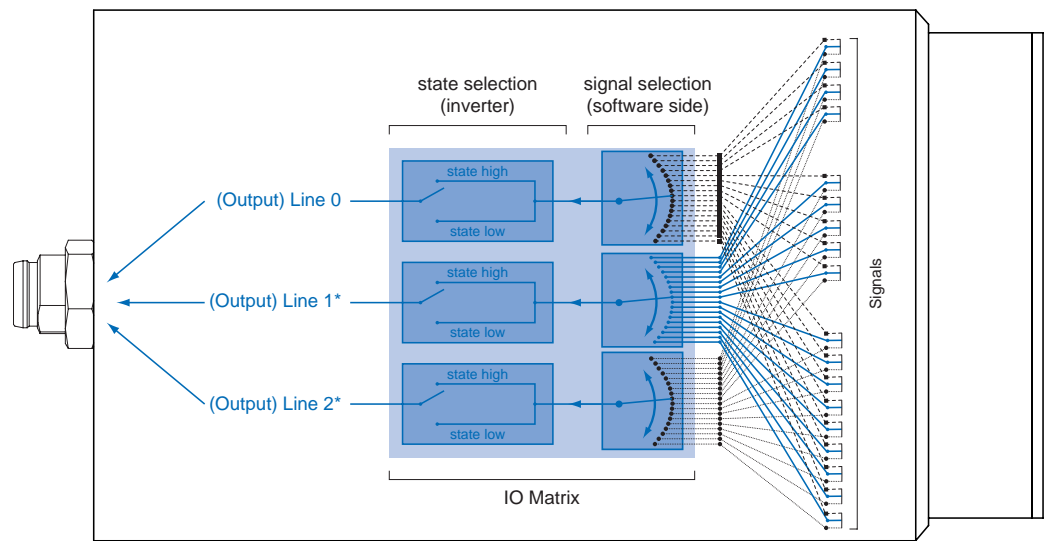 state selection
(inverter)
signal selection
(software side)
state high
(Output) Line 0
state low
state high
(Output) Line 1*
state low
state high
(Output) Line 2*
state low
IO Matrix
Signals